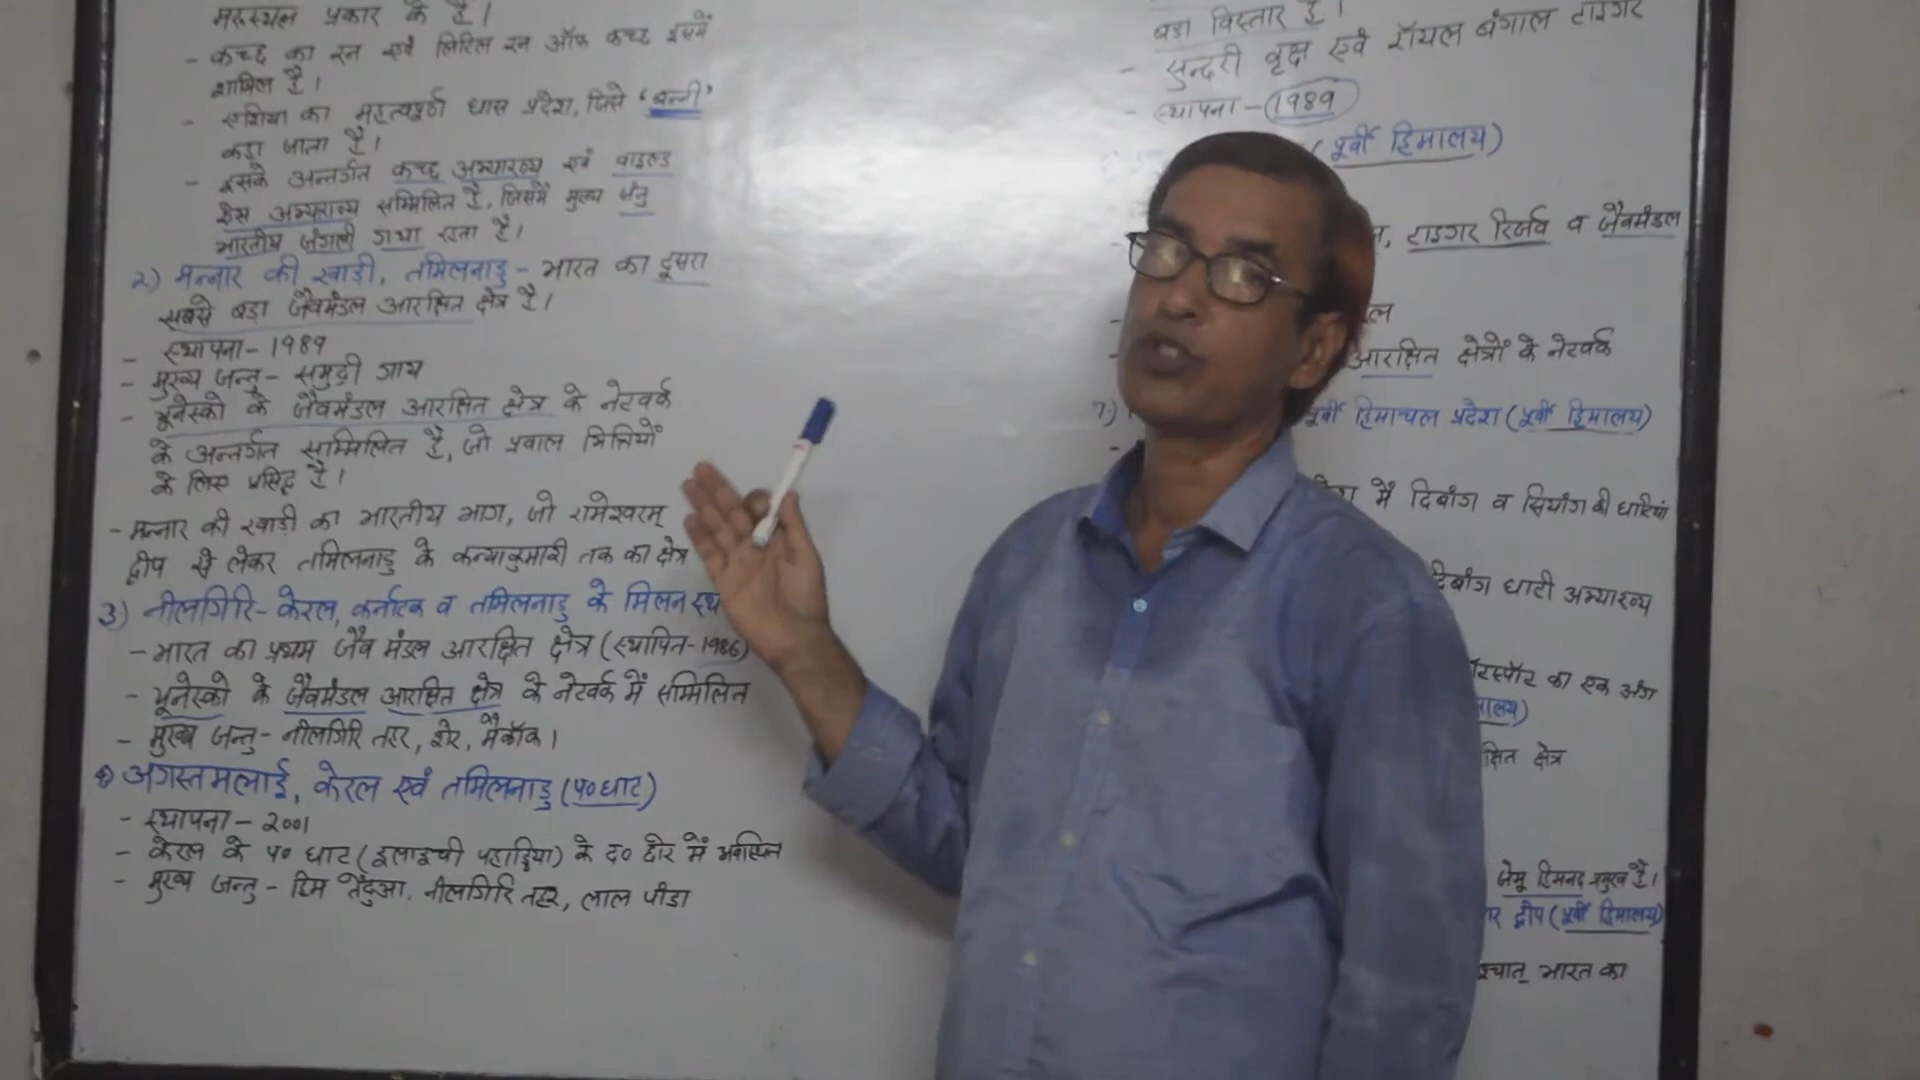 मरूस्थल प्रकार के है।
- कच्छ का रन एवं लिटिल रन ऑफ कच्छ इसमें
शामिल है।
- एशिया का महत्वपूर्ण घास प्रदेश, जिसे 'बन्नी'
कहा जाता है।
- इसके अन्तर्गत कच्छ अभ्यारण्य एवं वाइल्ड
अभ्यारण्य सम्मिलित है, जिसमें मुख्य जंतु
भारतीय जंगली गधा रहता है।
2) मन्नार की खाड़ी, तमिलनाडु - भारत का दूसरा
सबसे बड़ा जैवमंडल आरक्षित क्षेत्र है।
- स्थापना - 1989
- मुख्य जन्तु - समुद्री गाय
- यूनेस्को के जैवमंडल आरक्षित क्षेत्र के नेटवर्क
के अन्तर्गत सम्मिलित है, जो प्रवाल भित्तियों
के लिए प्रसिद्ध है।
- मन्नार की खाड़ी का भारतीय भाग, जो रामेश्वरम्
द्वीप से लेकर तमिलनाडु के कन्याकुमारी तक का क्षेत्र
3) नीलगिरि - केरल, कर्नाटक व तमिलनाडु के मिलन स्थ
- भारत का प्रथम जैव मंडल आरक्षित क्षेत्र (स्थापित - 1986)
- यूनेस्को के जैवमंडल आरक्षित क्षेत्र के नेटवर्क में सम्मिलित
- मुख्य जन्तु - नीलगिरि तहर, शेर, मैकॉक।
अगस्तमलाई, केरल एवं तमिलनाडु (प० घाट)
- स्थापना - 2001
- केरल के प० घाट (इलाइची पहाड़िया) के द० छोर में अवस्थित
- मुख्य जन्तु - हिम तेंदुआ, नीलगिरि तहर, लाल पांडा
बड़ा विस्तार है।
- सुन्दरी वृक्ष एवं रॉयल बंगाल टाइगर
- स्थापना - 1989
(पूर्वी हिमालय)
टाइगर रिजर्व व जैवमंडल
आरक्षित क्षेत्रों के नेटवर्क
7) पूर्वी हिमाचल प्रदेश (पूर्वी हिमालय)
में दिबांग व सियांग की घाटियां
दिबांग घाटी अभ्यारण्य
का एक अंग
क्षेत्र
जेमू हिमनद प्रमुख है।
द्वीप (पूर्वी हिमालय)
भारत का